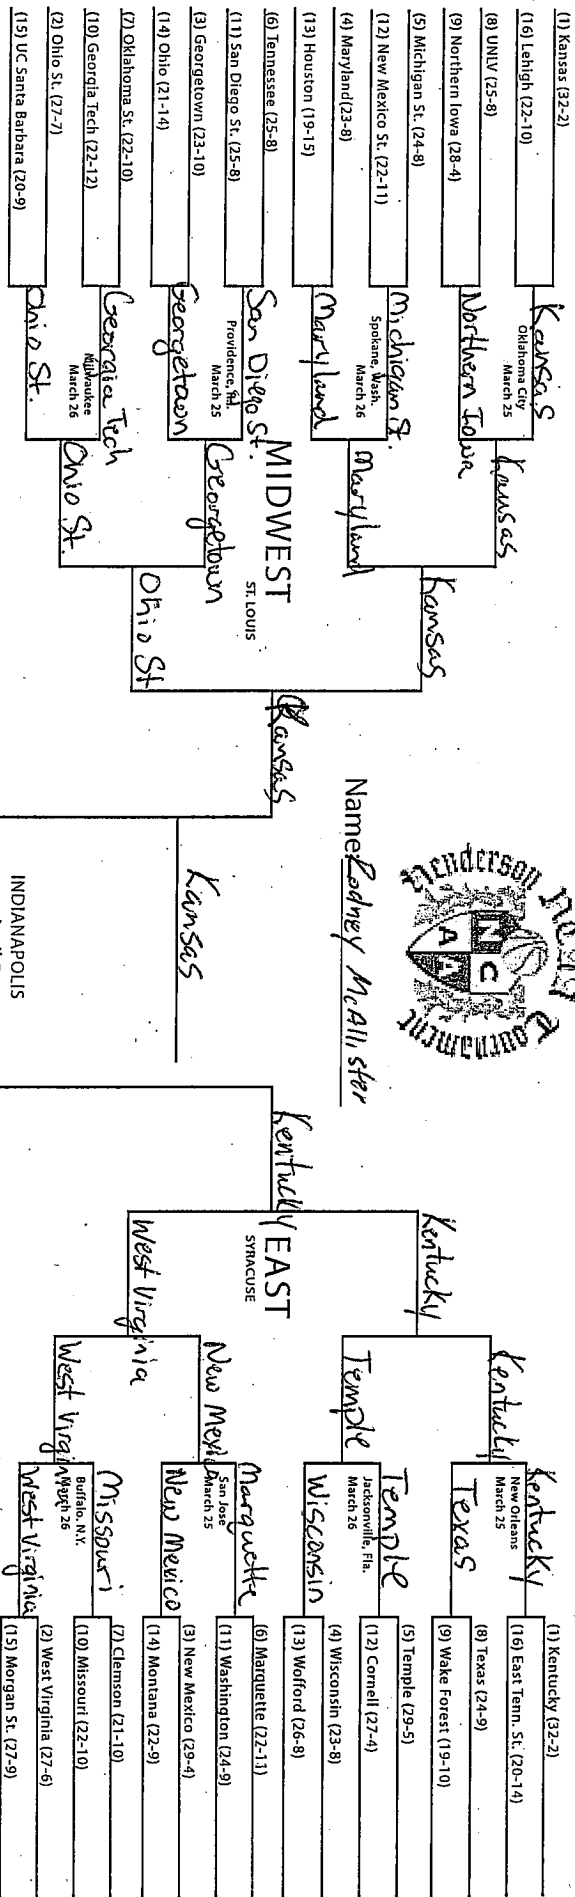 Henderson NCAA Tournament
N C A A
Name: Rodney McAllister
MIDWEST
ST. LOUIS
(1) Kansas (32-2)
(16) Lehigh (22-10)
(8) UNLV (25-8)
(9) Northern Iowa (28-4)
(5) Michigan St. (24-8)
(12) New Mexico St. (22-11)
(4) Maryland(23-8)
(13) Houston (19-15)
(6) Tennessee (25-8)
(11) San Diego St. (25-8)
(3) Georgetown (23-10)
(14) Ohio (21-14)
(7) Oklahoma St. (22-10)
(10) Georgia Tech (22-12)
(2) Ohio St. (27-7)
(15) UC Santa Barbara (20-9)
Kansas
Oklahoma City
March 25
Northern Iowa
Michigan St.
Spokane, Wash.
March 26
Maryland
San Diego St.
Providence, R.I.
March 25
Georgetown
Georgia Tech
Milwaukee
March 26
Ohio St.
Kansas
Maryland
Georgetown
Ohio St.
Kansas
Ohio St
Kansas
Kansas
INDIANAPOLIS
Kentucky
EAST
SYRACUSE
Kentucky
West Virginia
Kentucky
Temple
New Mexico
West Virginia
Kentucky
New Orleans
March 25
Texas
Temple
Jacksonville, Fla.
March 26
Wisconsin
Marquette
San Jose
March 25
New Mexico
Missouri
Buffalo, N.Y.
March 26
West Virginia
(1) Kentucky (32-2)
(16) East Tenn. St. (20-14)
(8) Texas (24-9)
(9) Wake Forest (19-10)
(5) Temple (29-5)
(12) Cornell (27-4)
(4) Wisconsin (23-8)
(13) Wofford (26-8)
(6) Marquette (22-11)
(11) Washington (24-9)
(3) New Mexico (29-4)
(14) Montana (22-9)
(7) Clemson (21-10)
(10) Missouri (22-10)
(2) West Virginia (27-6)
(15) Morgan St. (27-9)